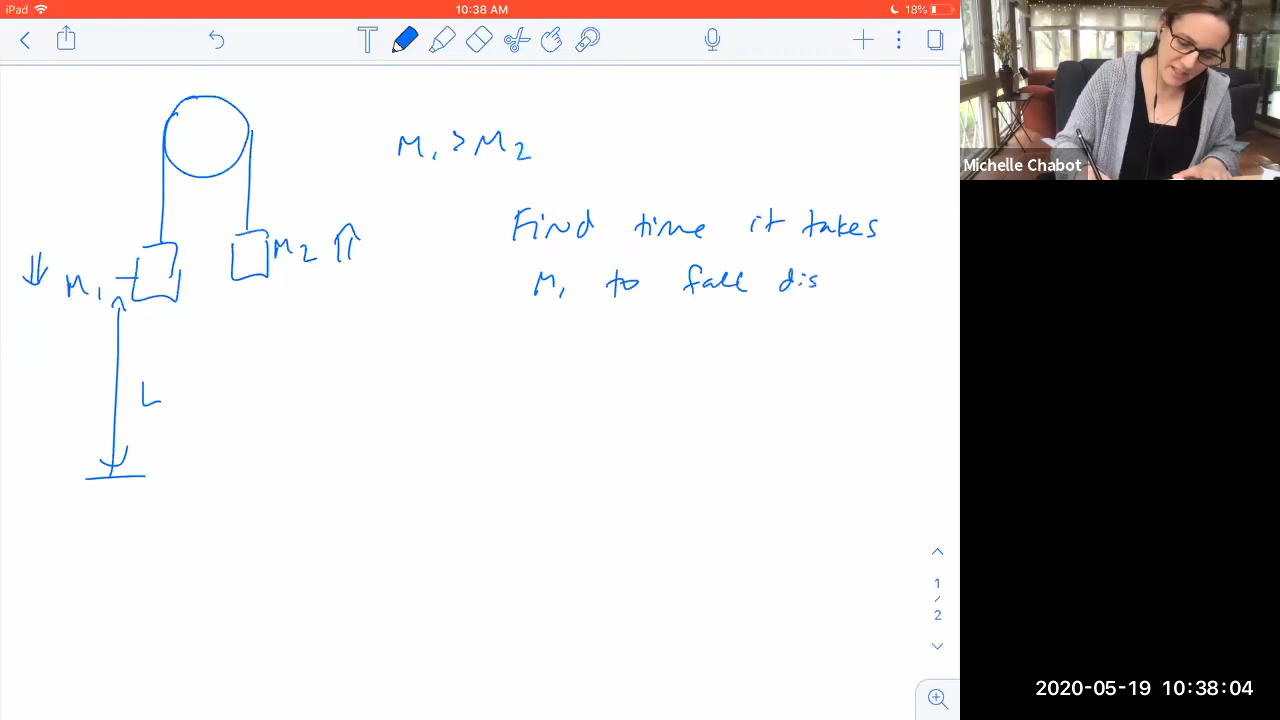 iPad
10:38 AM
18%
T
M₁ > M₂
Find time it takes
M₁ to fall dis
M₁
M₂
L
1
/
2
Michelle Chabot
2020-05-19 10:38:04